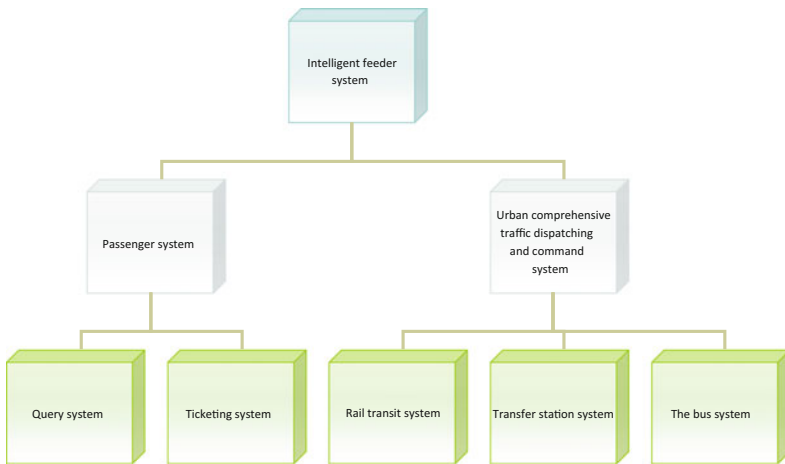 Intelligent feeder
system
Passenger system
Urban comprehensive
traffic dispatching
and command
system
Query system
Ticketing system
Rail transit system
Transfer station system
The bus system